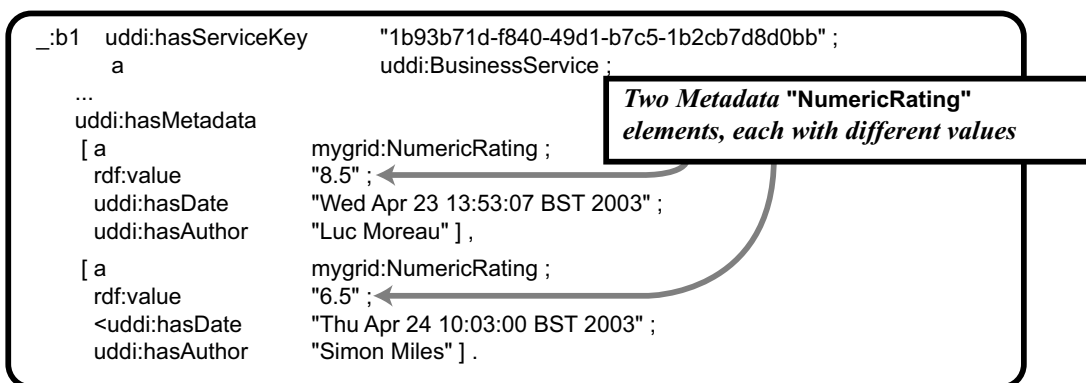 _:b1 uddi:hasServiceKey "1b93b71d-f840-49d1-b7c5-1b2cb7d8d0bb" ;
a uddi:BusinessService ;
...
Two Metadata "NumericRating"
elements, each with different values
uddi:hasMetadata
[ a mygrid:NumericRating ;
rdf:value "8.5" ;
uddi:hasDate "Wed Apr 23 13:53:07 BST 2003" ;
uddi:hasAuthor "Luc Moreau" ] ,
[ a mygrid:NumericRating ;
rdf:value "6.5" ;
<uddi:hasDate "Thu Apr 24 10:03:00 BST 2003" ;
uddi:hasAuthor "Simon Miles" ] .